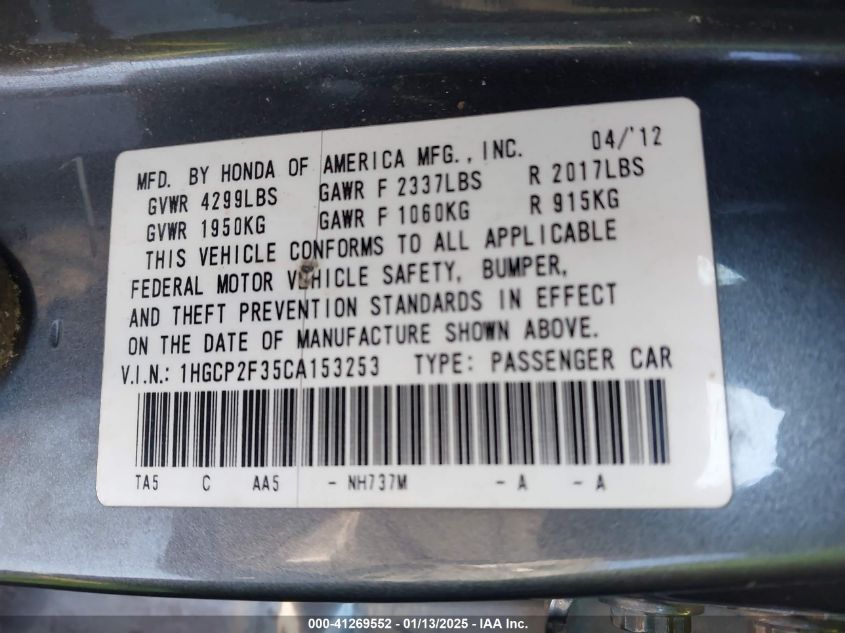 MFD. BY HONDA OF AMERICA MFG., INC. 04/'12
GVWR 4299LBS GAWR F 2337LBS R 2017LBS
GVWR 1950KG GAWR F 1060KG R 915KG
THIS VEHICLE CONFORMS TO ALL APPLICABLE
FEDERAL MOTOR VEHICLE SAFETY, BUMPER,
AND THEFT PREVENTION STANDARDS IN EFFECT
ON THE DATE OF MANUFACTURE SHOWN ABOVE.
V.I.N.: 1HGCP2F35CA153253 TYPE: PASSENGER CAR
TA5 C AA5 - NH737M - A - A
000-41269552 | 01/13/2025 | IAA Inc.